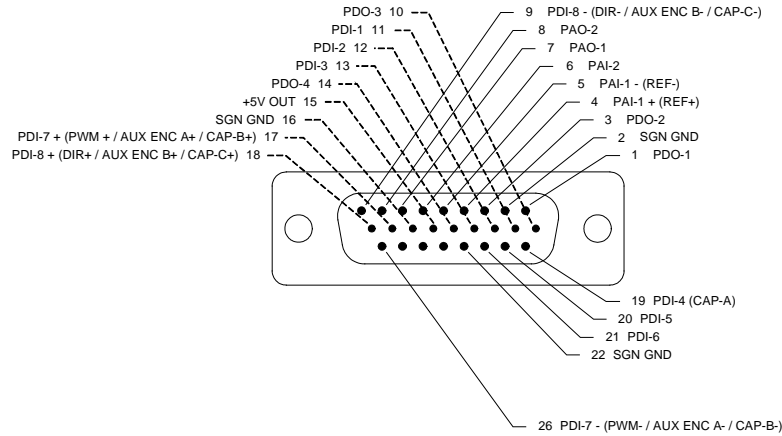 PDO-3 10
PDI-1 11
PDI-2 12
PDI-3 13
PDO-4 14
+5V OUT 15
SGN GND 16
PDI-7 + (PWM + / AUX ENC A+ / CAP-B+) 17
PDI-8 + (DIR+ / AUX ENC B+ / CAP-C+) 18
9 PDI-8 - (DIR- / AUX ENC B- / CAP-C-)
8 PAO-2
7 PAO-1
6 PAI-2
5 PAI-1 - (REF-)
4 PAI-1 + (REF+)
3 PDO-2
2 SGN GND
1 PDO-1
19 PDI-4 (CAP-A)
20 PDI-5
21 PDI-6
22 SGN GND
26 PDI-7 - (PWM- / AUX ENC A- / CAP-B-)